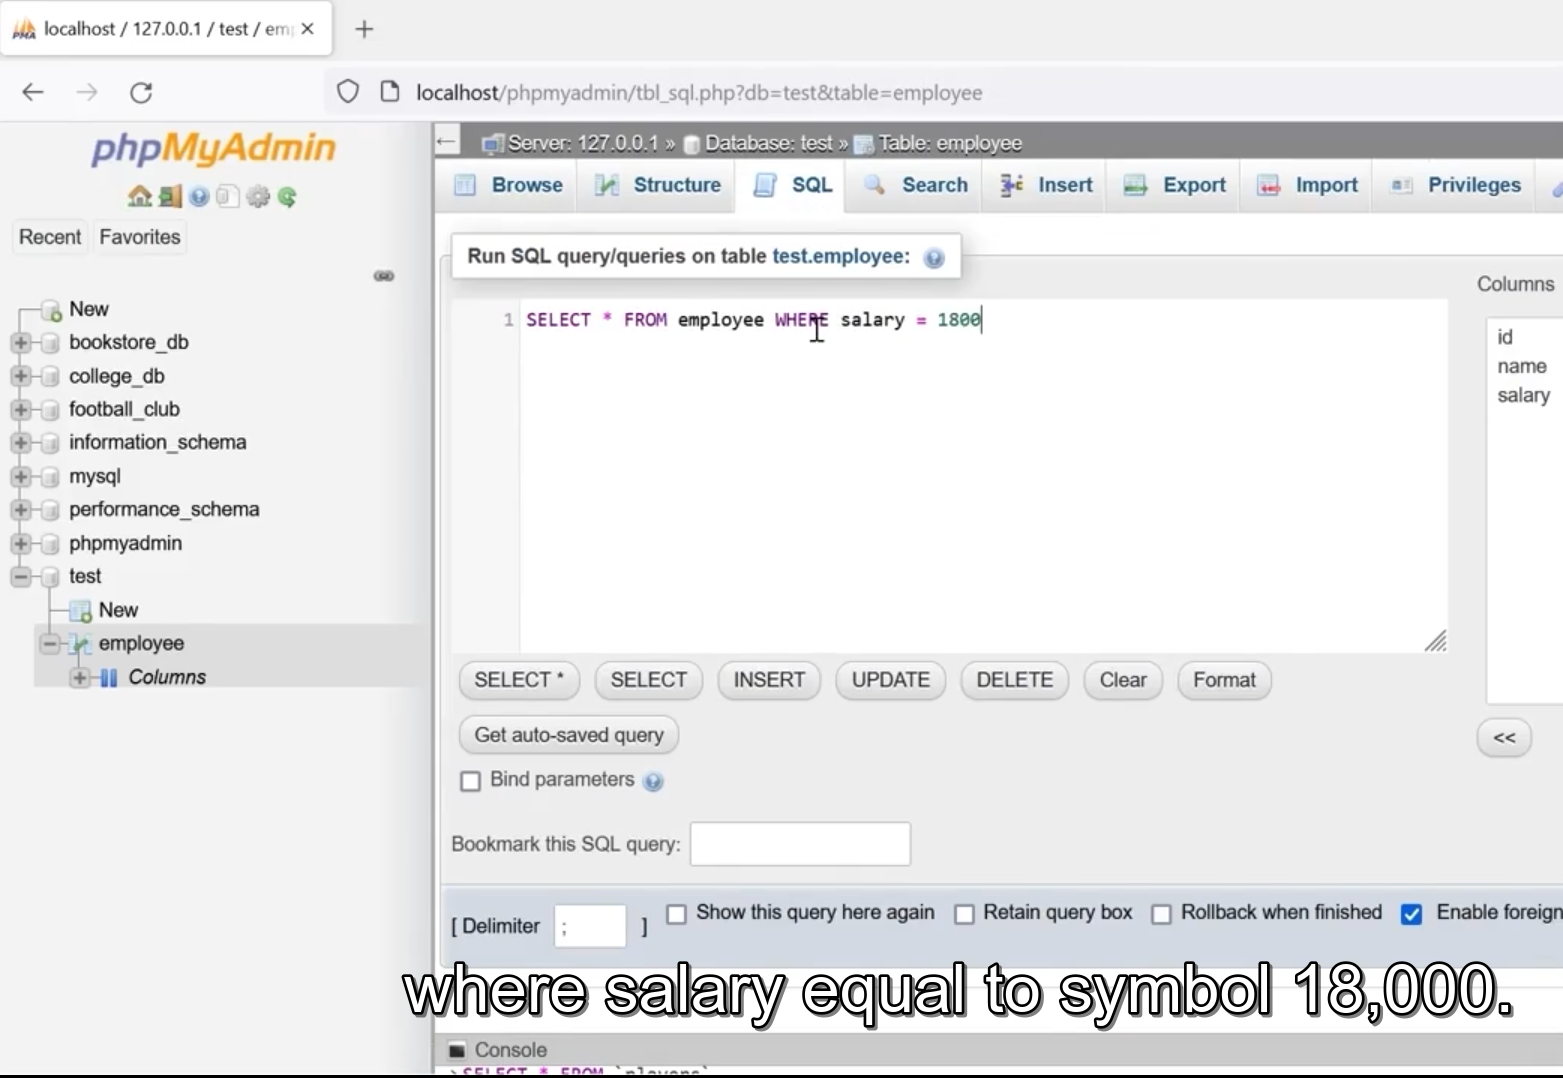 localhost / 127.0.0.1 / test / em
localhost/phpmyadmin/tbl_sql.php?db=test&table=employee
phpMyAdmin
Recent Favorites
New
bookstore_db
college_db
football_club
information_schema
mysql
performance_schema
phpmyadmin
test
New
employee
Columns
Server: 127.0.0.1 » Database: test » Table: employee
Browse Structure SQL Search Insert Export Import Privileges
Run SQL query/queries on table test.employee:
1 SELECT * FROM employee WHERE salary = 1800
Columns
id
name
salary
SELECT * SELECT INSERT UPDATE DELETE Clear Format
Get auto-saved query
<<
Bind parameters
Bookmark this SQL query:
[ Delimiter ; ] Show this query here again Retain query box Rollback when finished Enable foreign
where salary equal to symbol 18,000.
Console
>SELECT * FROM `players`